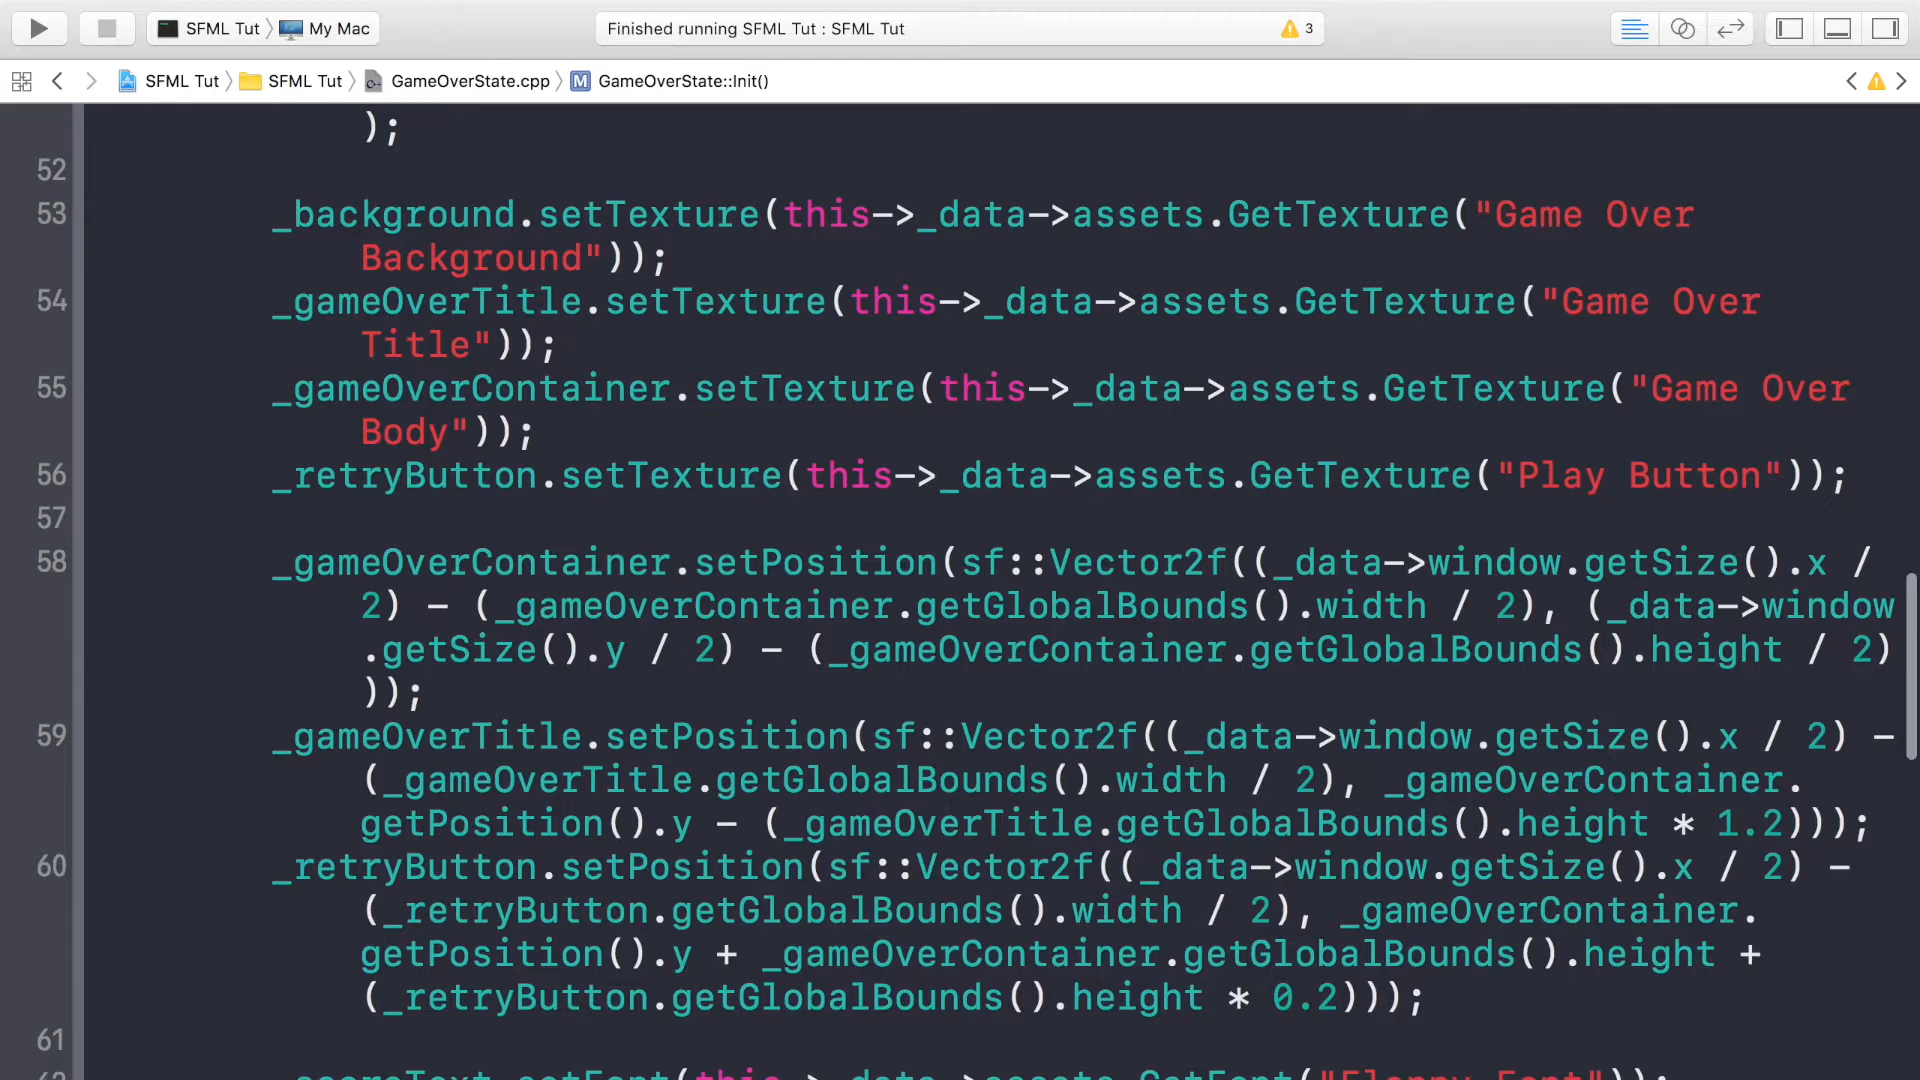 SFML Tut My Mac Finished running SFML Tut : SFML Tut 3
SFML Tut SFML Tut GameOverState.cpp M GameOverState::Init()
);
52
53 _background.setTexture(this->_data->assets.GetTexture("Game Over
Background"));
54 _gameOverTitle.setTexture(this->_data->assets.GetTexture("Game Over
Title"));
55 _gameOverContainer.setTexture(this->_data->assets.GetTexture("Game Over
Body"));
56 _retryButton.setTexture(this->_data->assets.GetTexture("Play Button"));
57
58 _gameOverContainer.setPosition(sf::Vector2f((_data->window.getSize().x /
2) - (_gameOverContainer.getGlobalBounds().width / 2), (_data->window
.getSize().y / 2) - (_gameOverContainer.getGlobalBounds().height / 2)
));
59 _gameOverTitle.setPosition(sf::Vector2f((_data->window.getSize().x / 2) -
(_gameOverTitle.getGlobalBounds().width / 2), _gameOverContainer.
getPosition().y - (_gameOverTitle.getGlobalBounds().height * 1.2)));
60 _retryButton.setPosition(sf::Vector2f((_data->window.getSize().x / 2) -
(_retryButton.getGlobalBounds().width / 2), _gameOverContainer.
getPosition().y + _gameOverContainer.getGlobalBounds().height +
(_retryButton.getGlobalBounds().height * 0.2)));
61